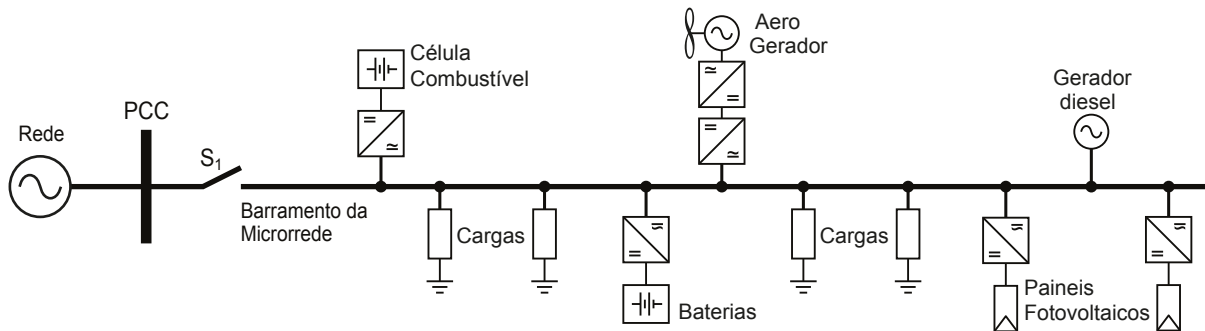 Rede
PCC
S₁
Barramento da
Microrrede
Célula
Combustível
Cargas
Baterias
Aero
Gerador
Cargas
Gerador
diesel
Paineis
Fotovoltaicos